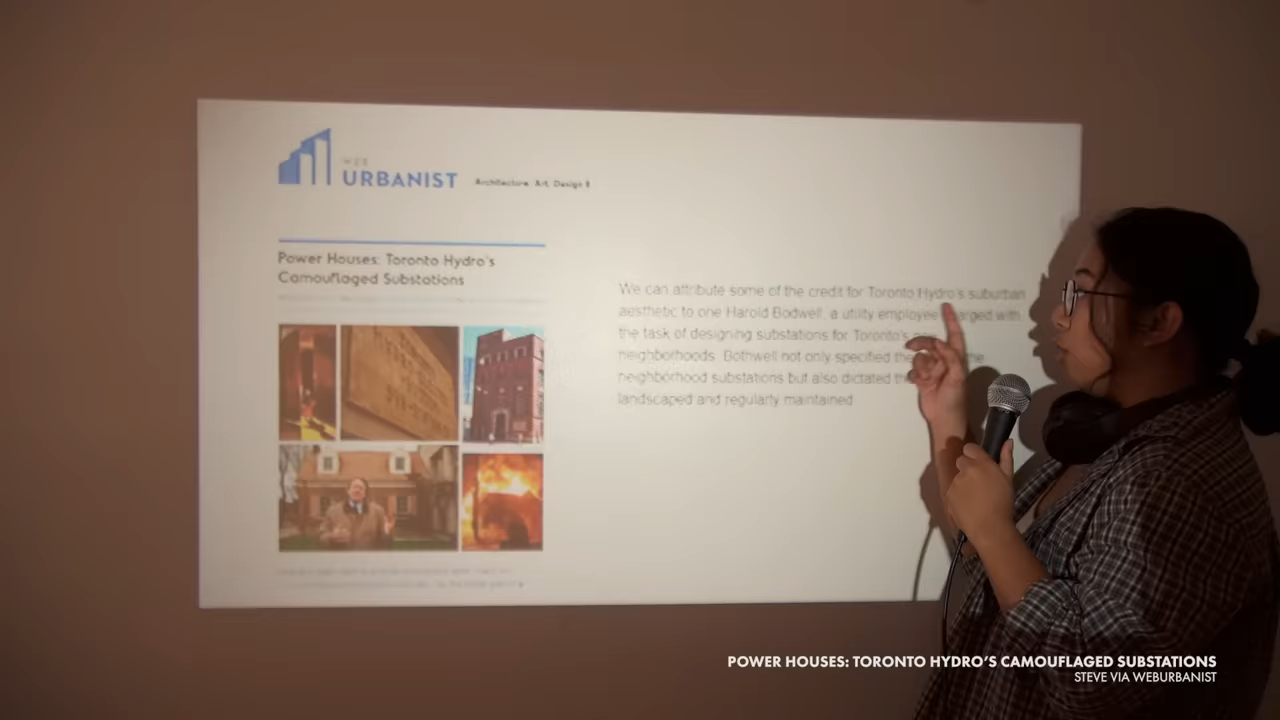 WEB
URBANIST
Architecture, Art, Design &
Power Houses: Toronto Hydro's
Camouflaged Substations
We can attribute some of the credit for Toronto Hydro's suburban
aesthetic to one Harold Bodwell, a utility employee charged with
the task of designing substations for Toronto's
neighborhoods. Bothwell not only specified the
neighborhood substations but also dictated
landscaped and regularly maintained
POWER HOUSES: TORONTO HYDRO'S CAMOUFLAGED SUBSTATIONS
STEVE VIA WEBURBANIST